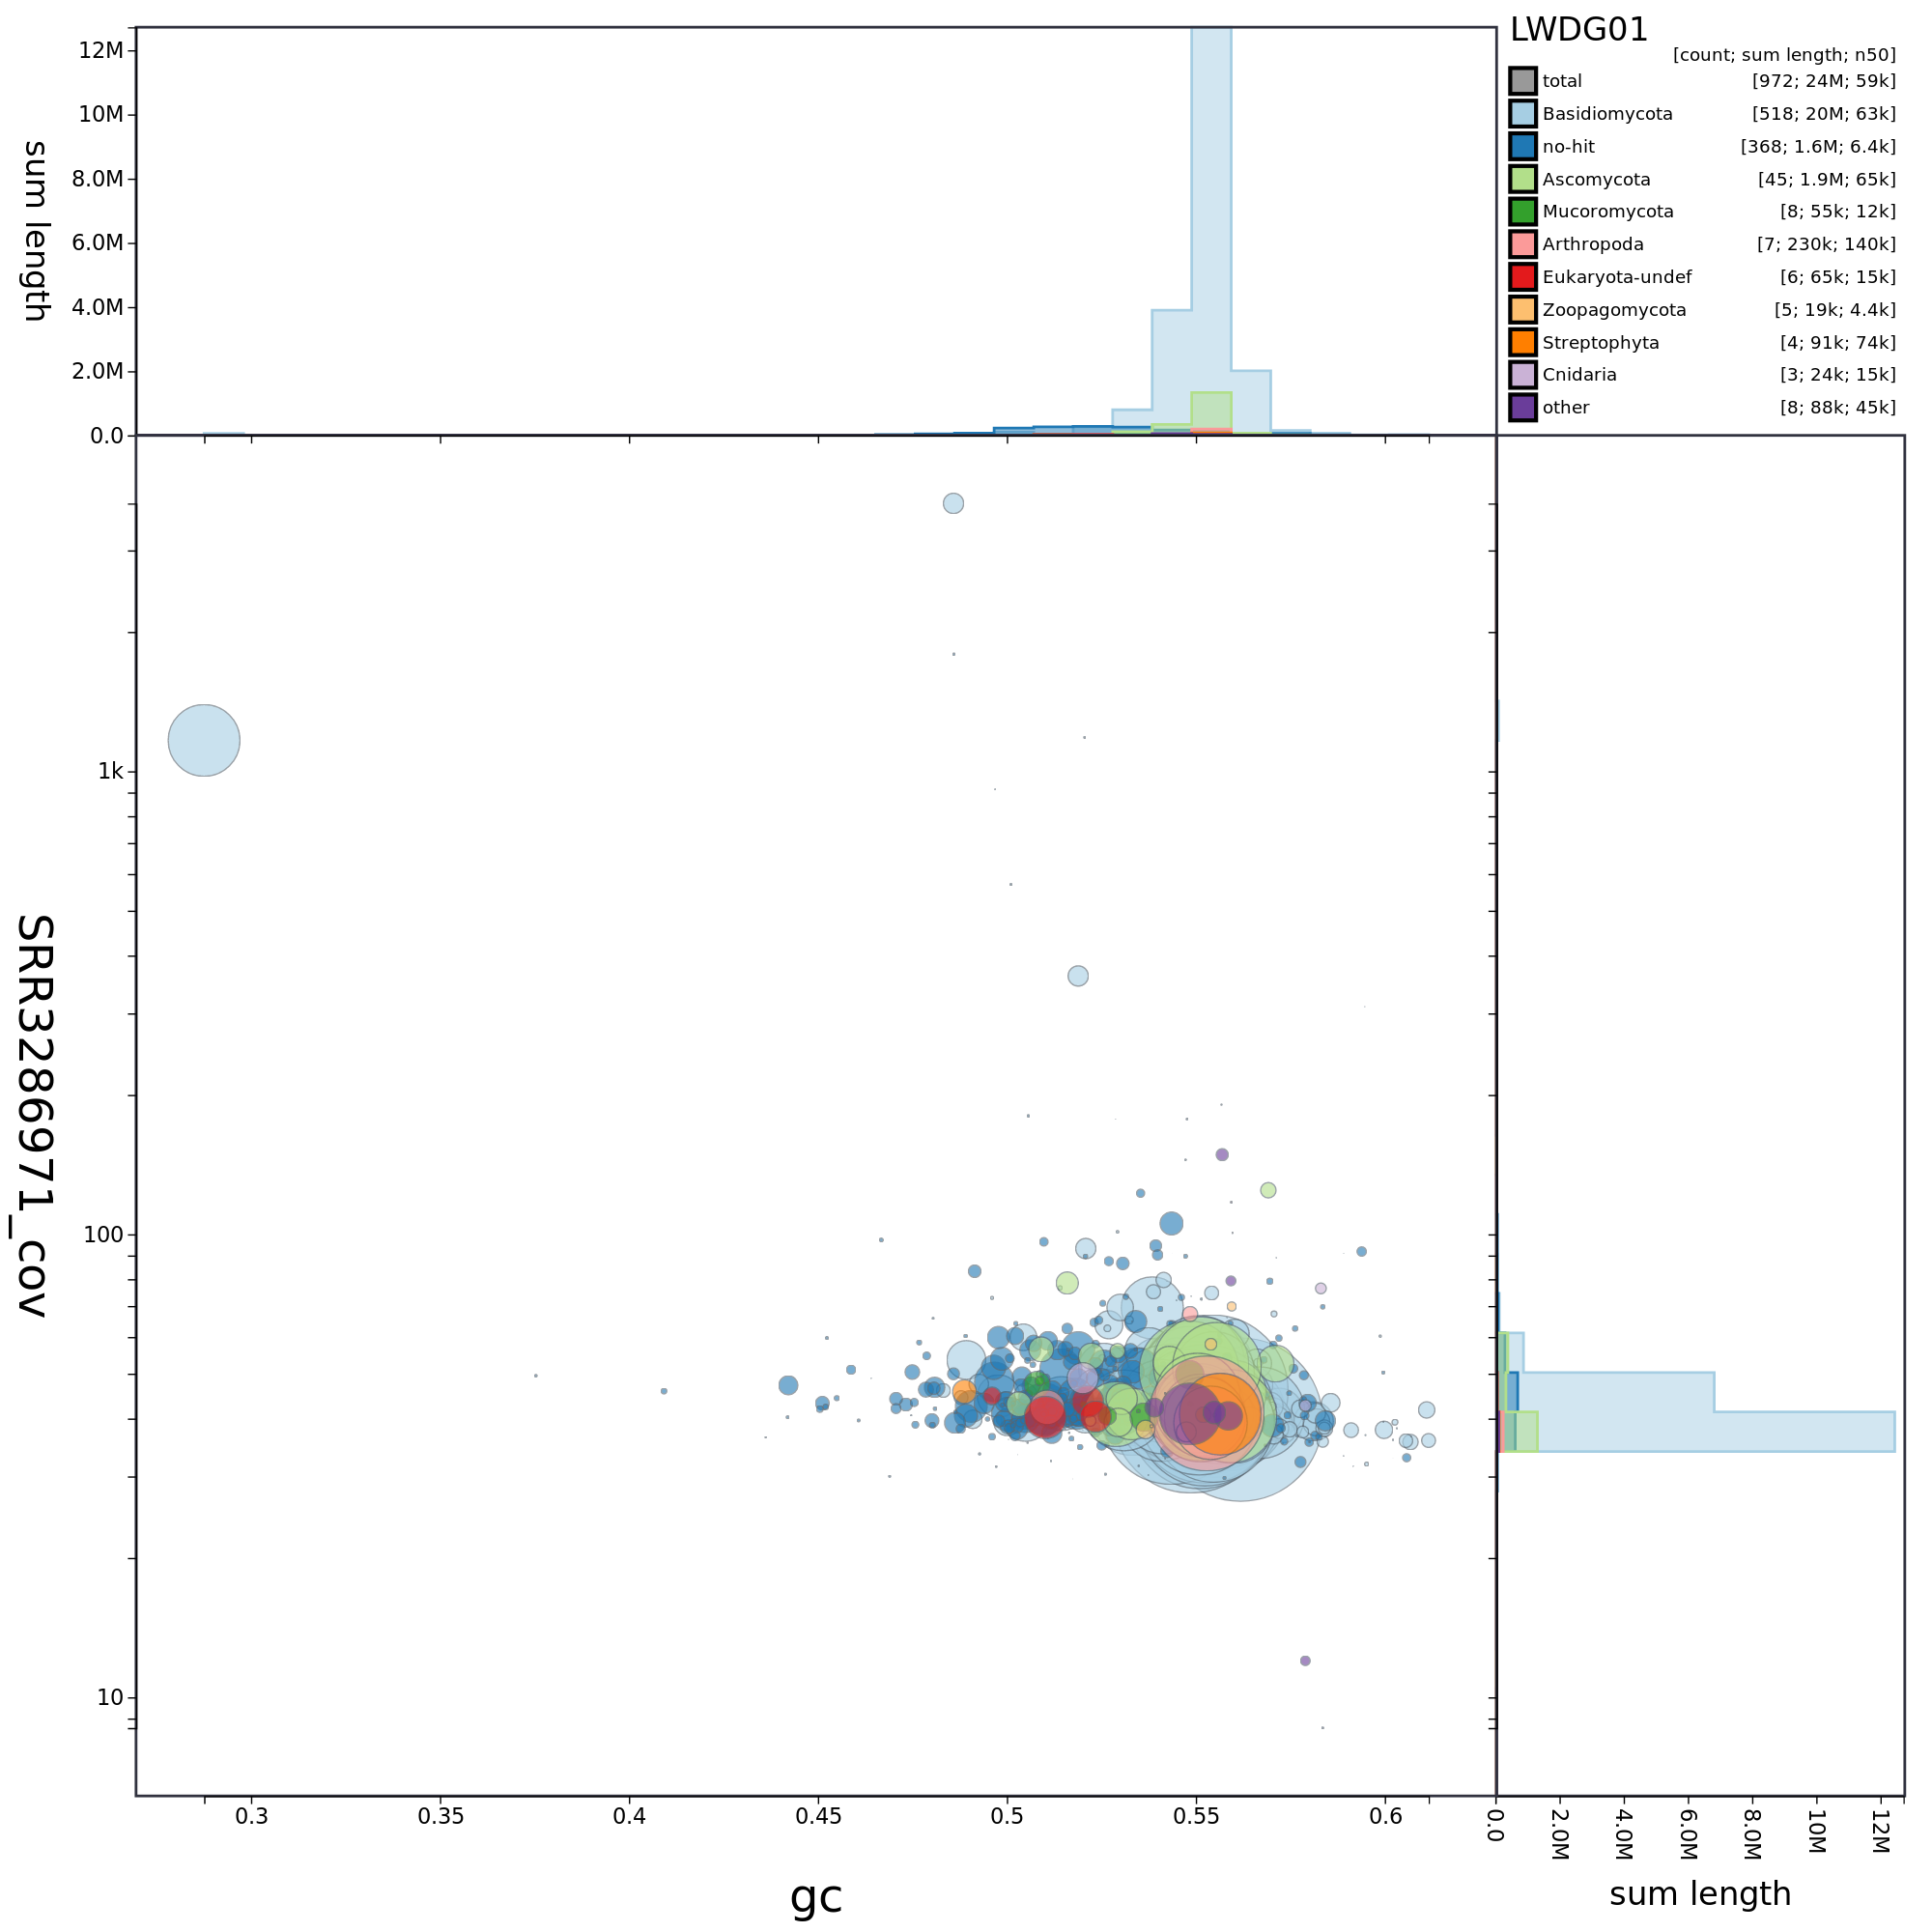 LWDG01
[count; sum length; n50]
total [972; 24M; 59k]
Basidiomycota [518; 20M; 63k]
no-hit [368; 1.6M; 6.4k]
Ascomycota [45; 1.9M; 65k]
Mucoromycota [8; 55k; 12k]
Arthropoda [7; 230k; 140k]
Eukaryota-undef [6; 65k; 15k]
Zoopagomycota [5; 19k; 4.4k]
Streptophyta [4; 91k; 74k]
Cnidaria [3; 24k; 15k]
other [8; 88k; 45k]
sum length
12M
10M
8.0M
6.0M
4.0M
2.0M
0.0
SRR3286971_cov
1k
100
10
0.3 0.35 0.4 0.45 0.5 0.55 0.6
gc
0.0 2.0M 4.0M 6.0M 8.0M 10M 12M
sum length